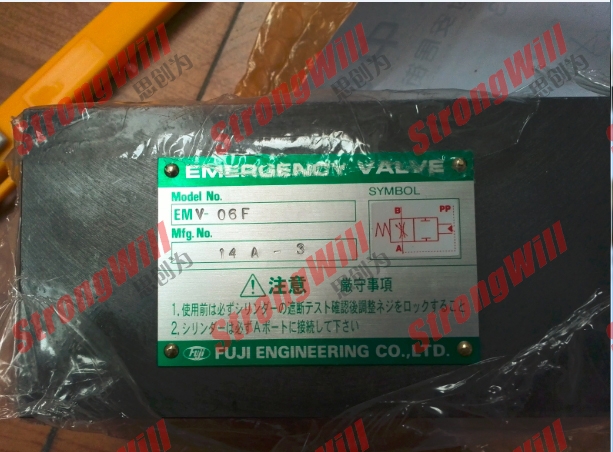 EMERGENCY VALVE
Model No.
EMV-06F
Mfg. No.
14A-3
SYMBOL
B
PP
A
注意 厳守事項
1.使用前は必ずシリンダーの遮断テスト確認後調整ネジをロックすること
2.シリンダーは必ずAポートに接続して下さい
Fuji FUJI ENGINEERING CO.,LTD.
StrongWill
思创为